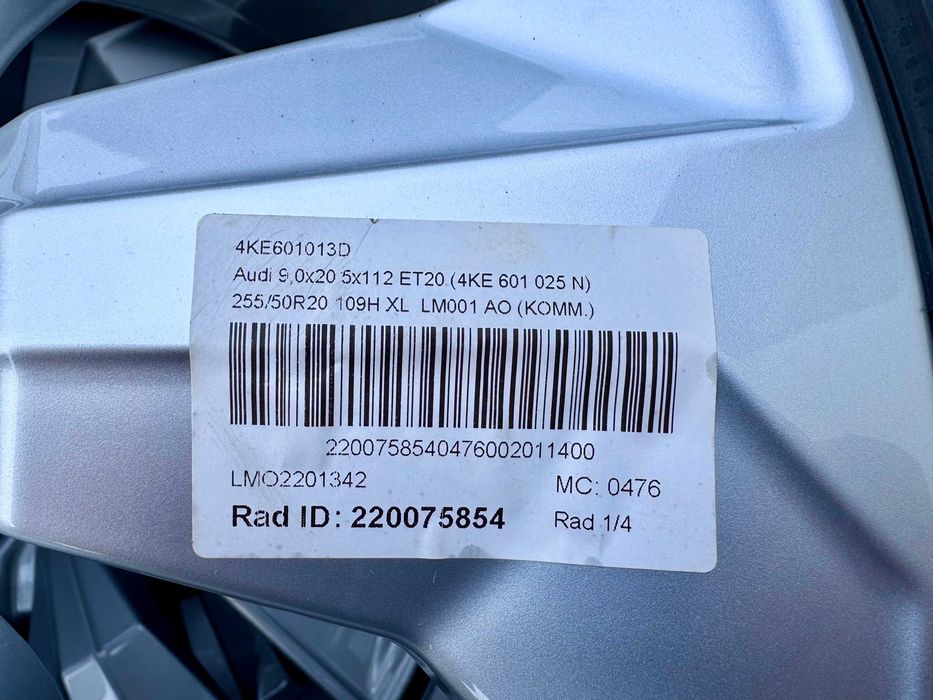 4KE601013D
Audi 9,0x20 5x112 ET20 (4KE 601 025 N)
255/50R20 109H XL LM001 AO (KOMM.)
2200758540476002011400
LMO2201342
MC: 0476
Rad ID: 220075854
Rad 1/4